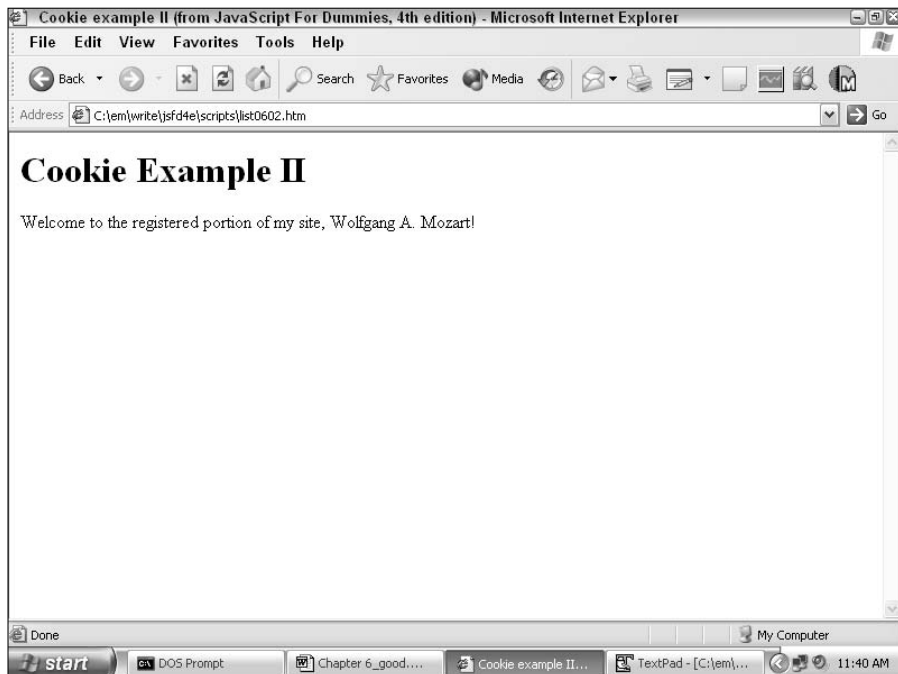 Cookie example II (from JavaScript For Dummies, 4th edition) - Microsoft Internet Explorer
File Edit View Favorites Tools Help
Back Search Favorites Media
Address C:\em\write\jsfd4e\scripts\list0602.htm Go
Cookie Example II
Welcome to the registered portion of my site, Wolfgang A. Mozart!
Done My Computer
start DOS Prompt Chapter 6_good.... Cookie example II... TextPad - [C:\em\... 11:40 AM